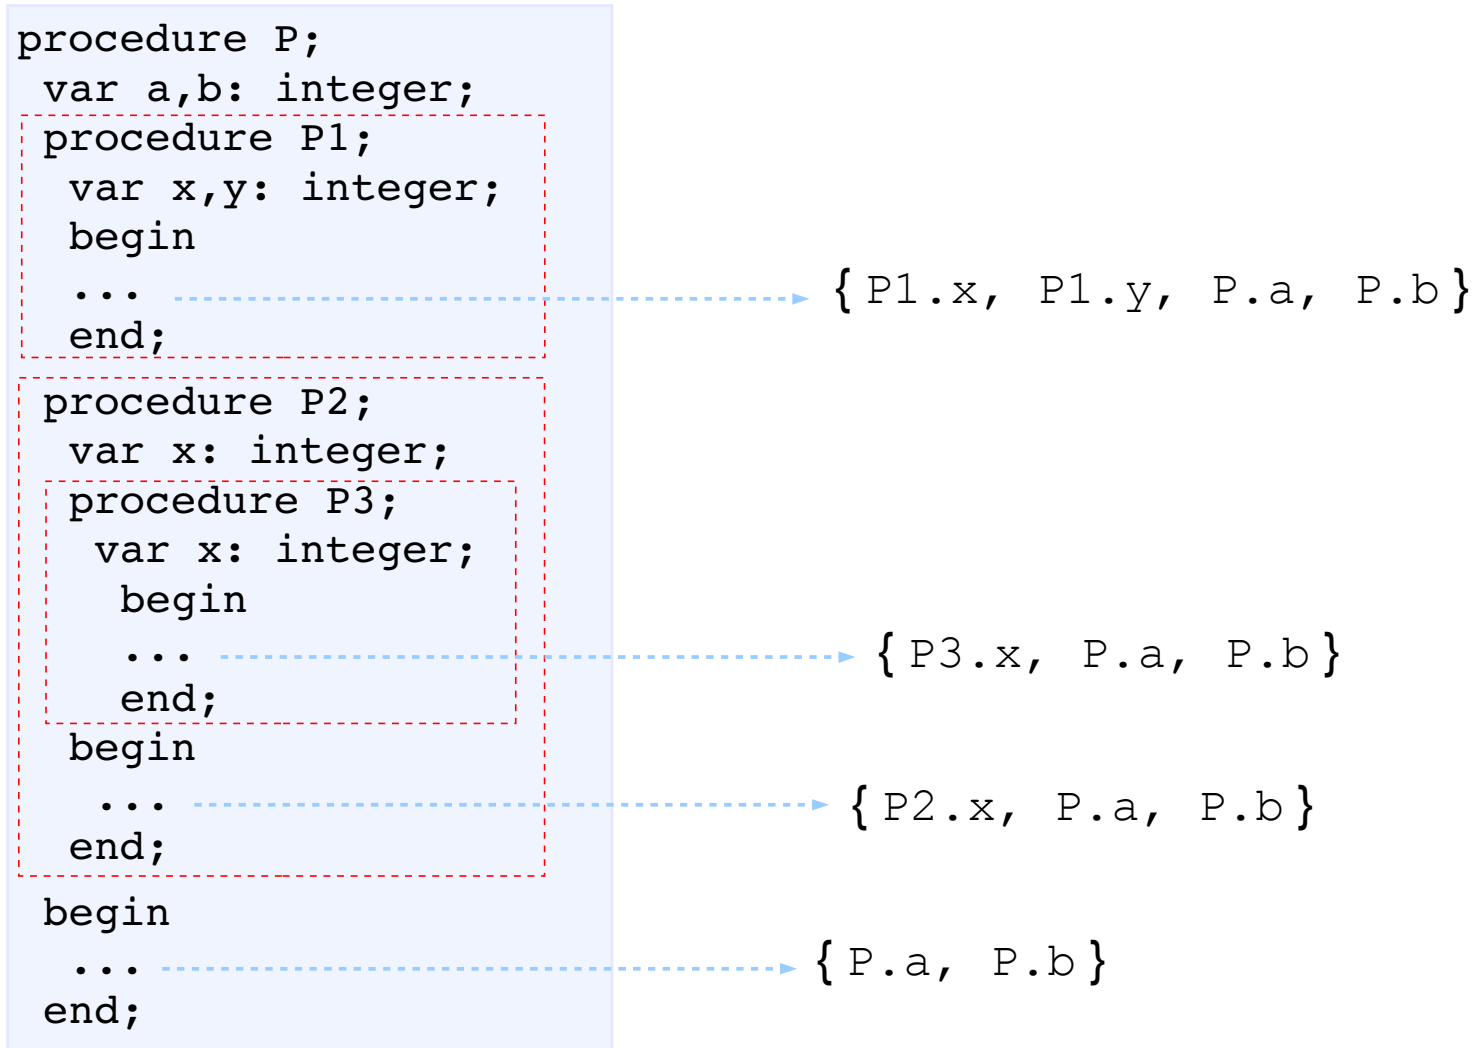 procedure P;
var a,b: integer;
procedure P1;
var x,y: integer;
begin
...
{ P1.x, P1.y, P.a, P.b }
end;
procedure P2;
var x: integer;
procedure P3;
var x: integer;
begin
...
{ P3.x, P.a, P.b }
end;
begin
...
{ P2.x, P.a, P.b }
end;
begin
...
{ P.a, P.b }
end;